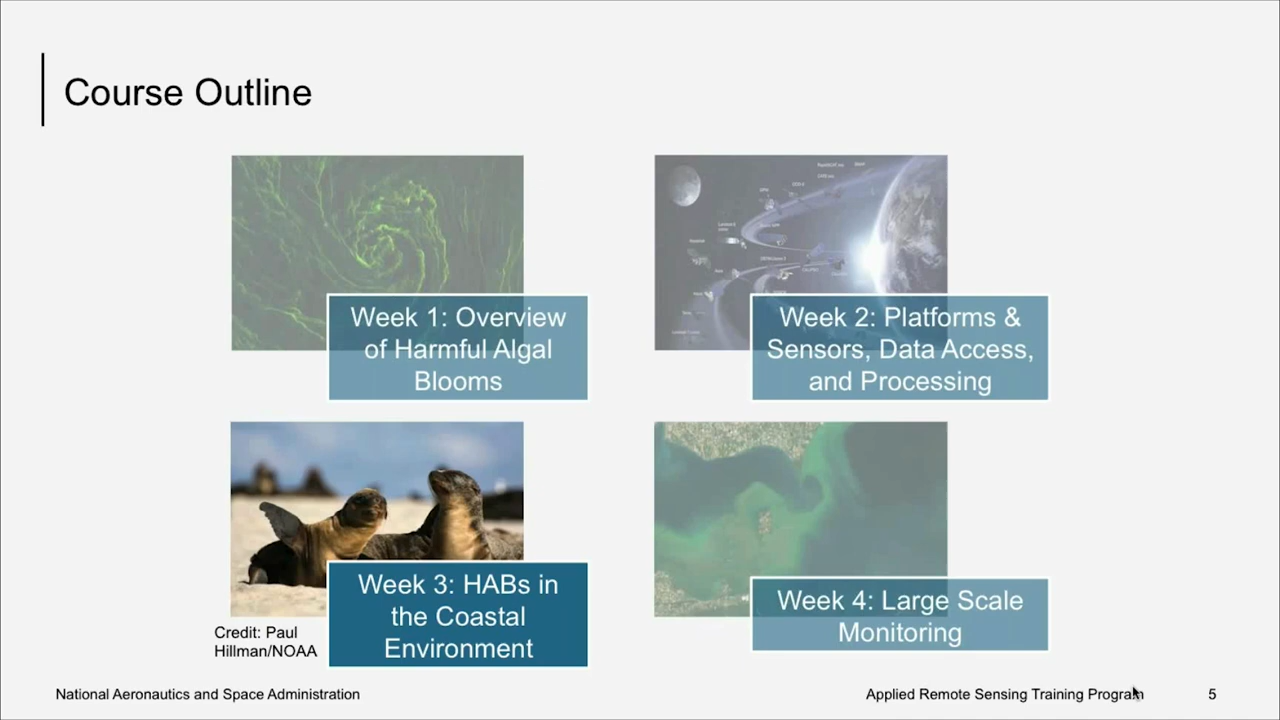 Course Outline
Week 1: Overview
of Harmful Algal
Blooms
Week 2: Platforms &
Sensors, Data Access,
and Processing
Week 3: HABs in
the Coastal
Environment
Credit: Paul
Hillman/NOAA
Week 4: Large Scale
Monitoring
National Aeronautics and Space Administration
Applied Remote Sensing Training Program
5